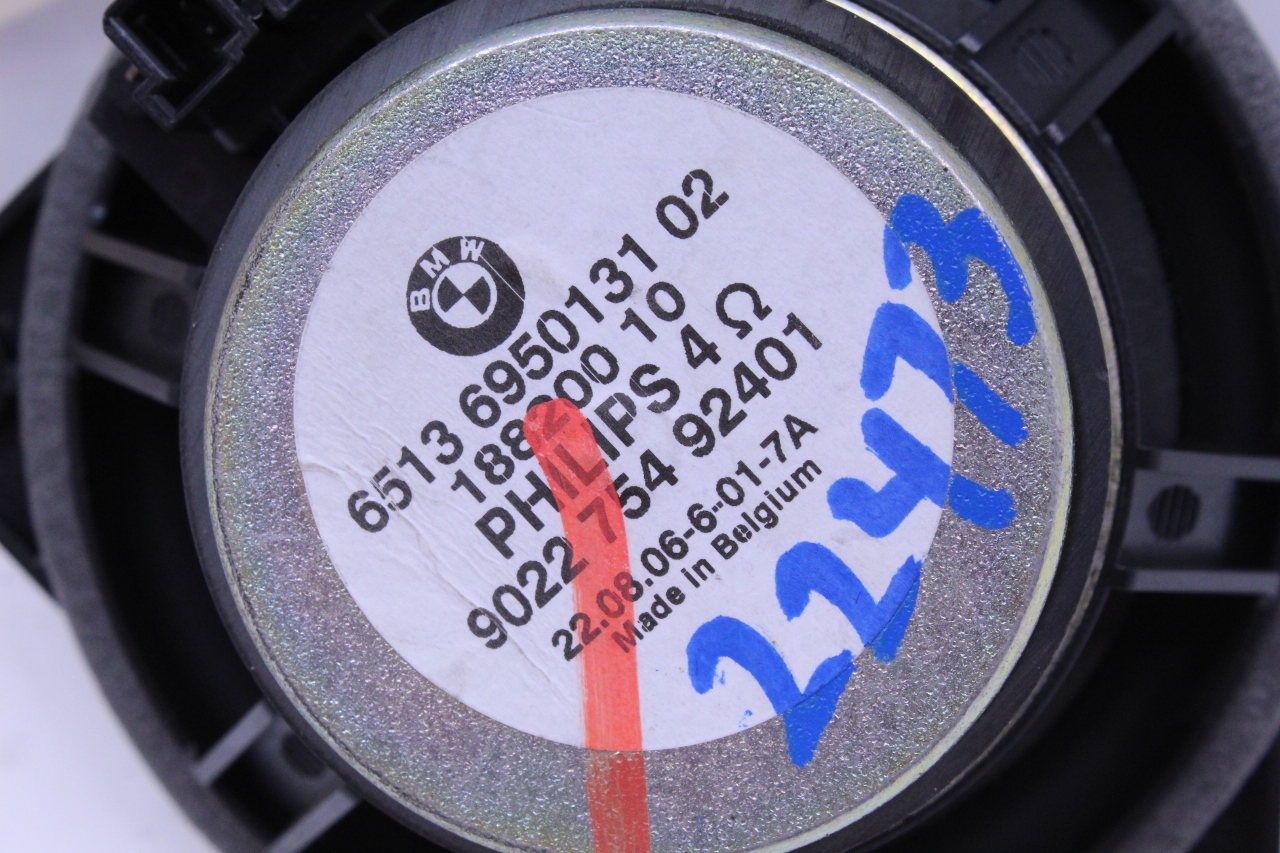 BMW
6513 6950131 02
188200 10
PHILIPS 4 Ω
9022 754 92401
22.08.06-6-01-7A
Made in Belgium
22473